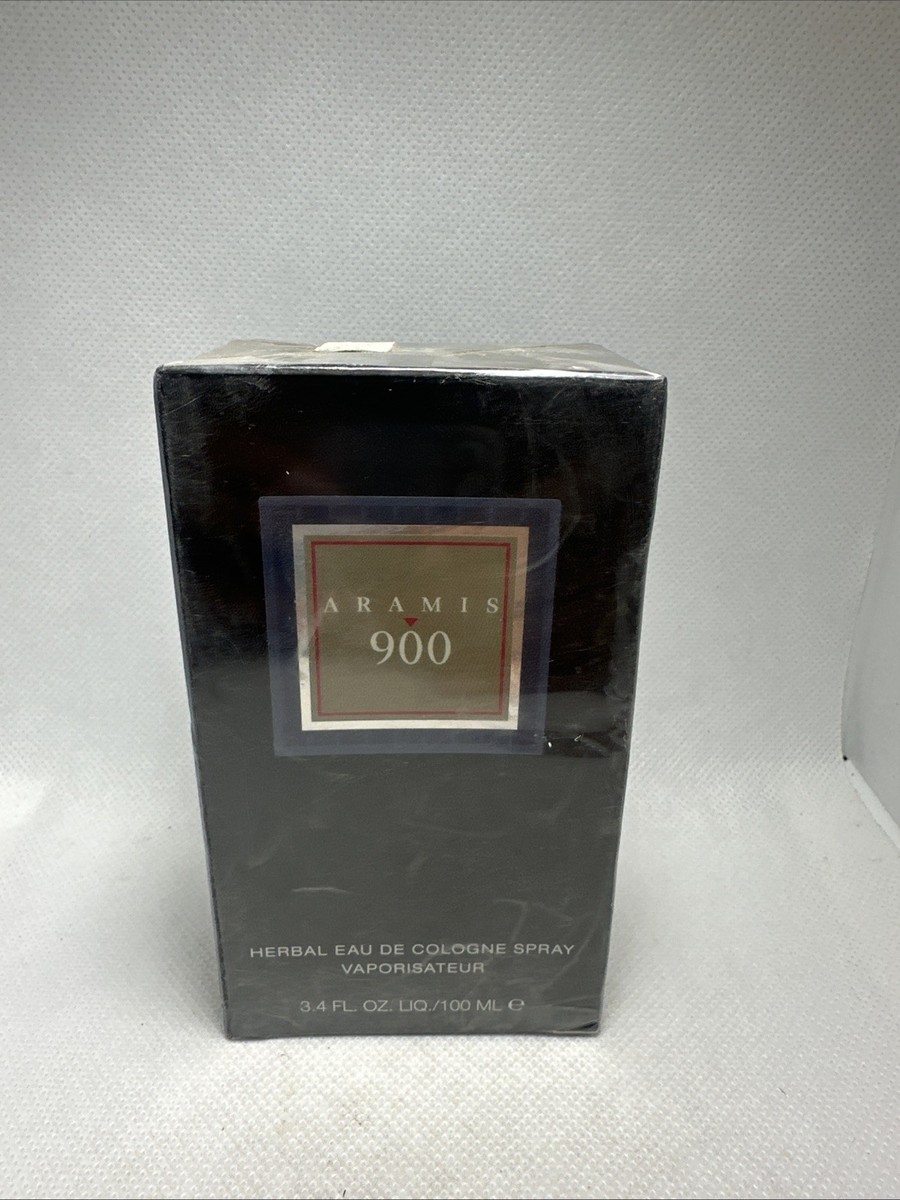 ARAMIS
900
HERBAL EAU DE COLOGNE SPRAY
VAPORISATEUR
3.4 FL. OZ. LIQ./100 ML ℮